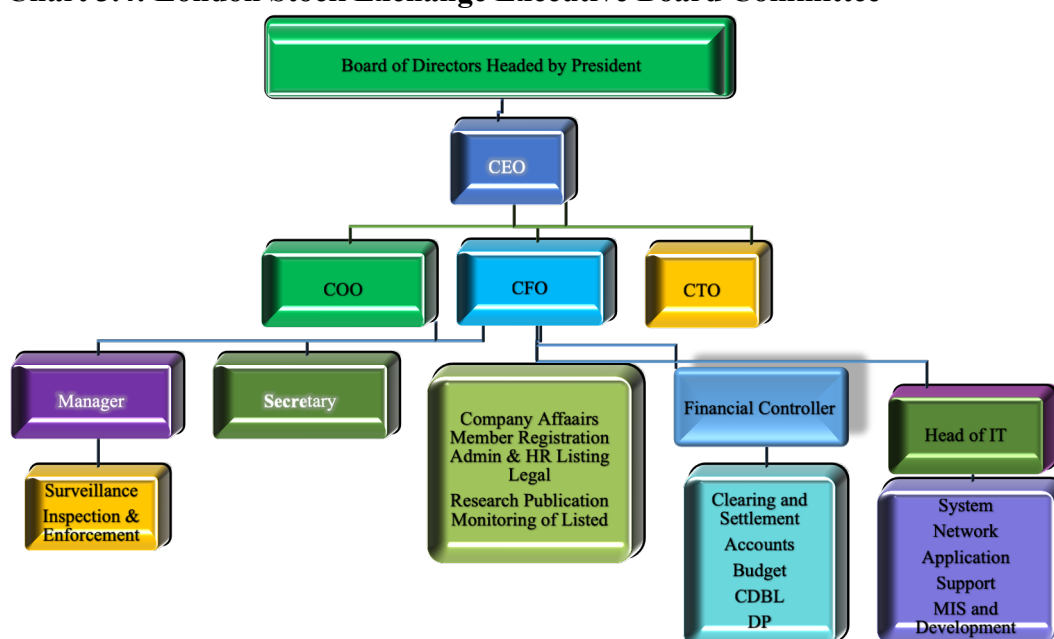 Board of Directors Headed by President
CEO
COO
CFO
CTO
Manager
Secretary
Company Affaairs
Member Registration
Admin & HR Listing
Legal
Research Publication
Monitoring of Listed
Financial Controller
Head of IT
Surveillance
Inspection &
Enforcement
Clearing and
Settlement
Accounts
Budget
CDBL
DP
System
Network
Application
Support
MIS and
Development